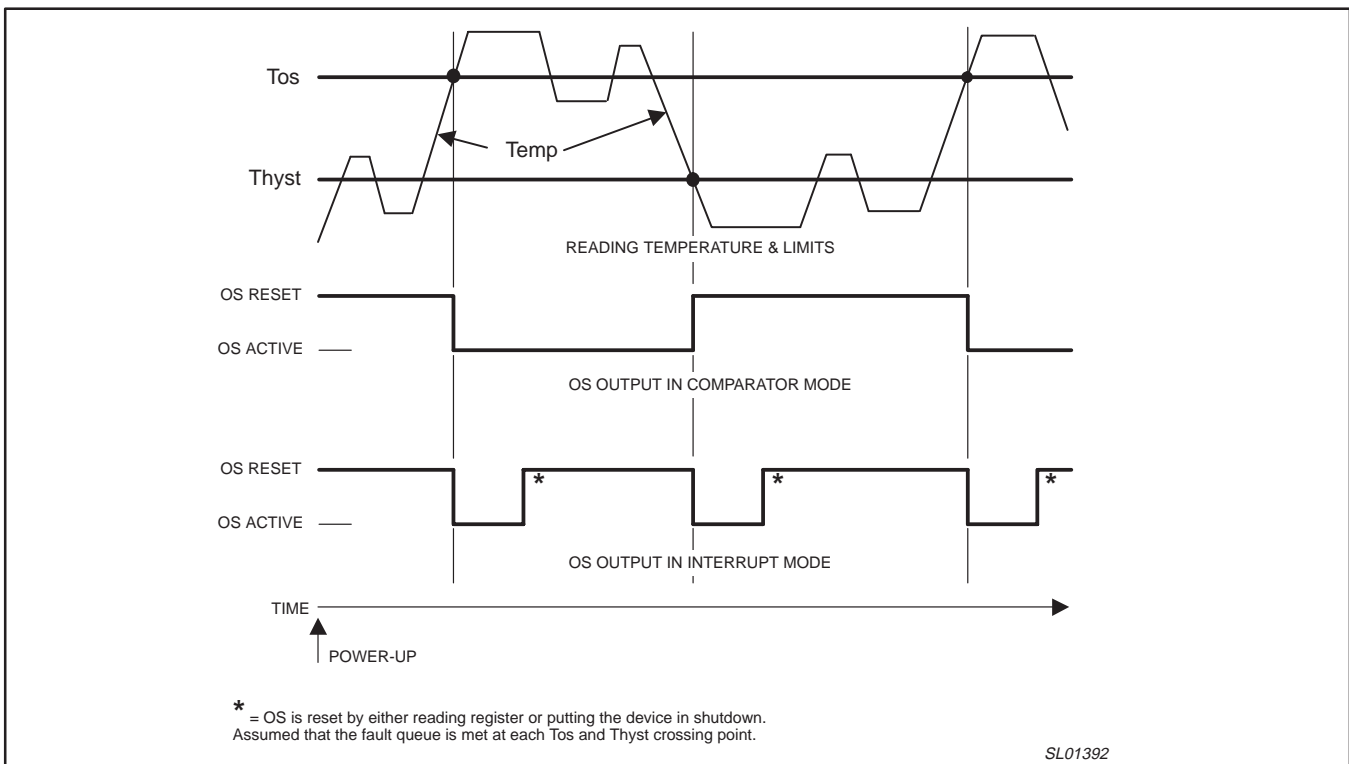 Tos
Temp
Thyst
READING TEMPERATURE & LIMITS
OS RESET
OS ACTIVE
OS OUTPUT IN COMPARATOR MODE
OS RESET
* * *
OS ACTIVE
OS OUTPUT IN INTERRUPT MODE
TIME
POWER-UP
* = OS is reset by either reading register or putting the device in shutdown.
Assumed that the fault queue is met at each Tos and Thyst crossing point.
SL01392